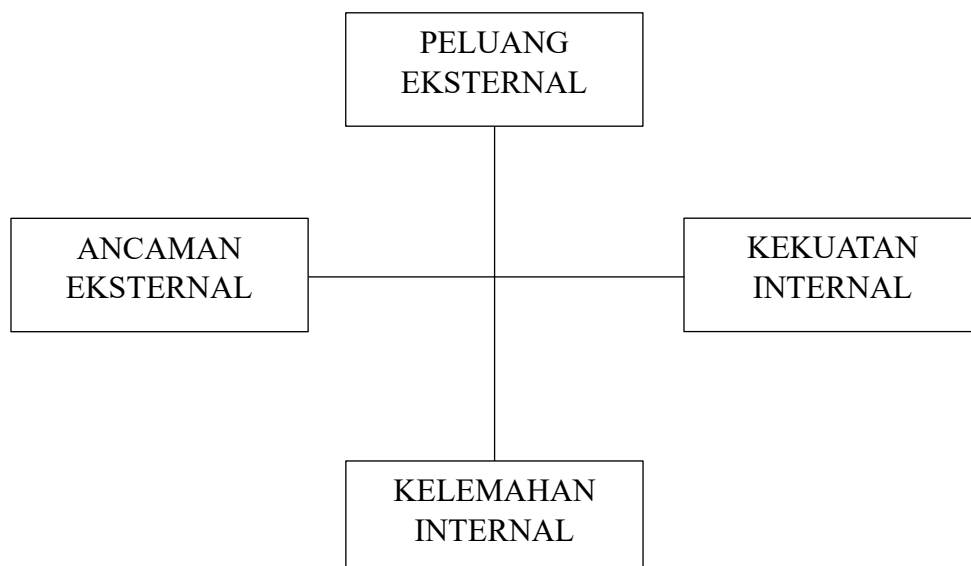 PELUANG
EKSTERNAL
ANCAMAN
EKSTERNAL
KEKUATAN
INTERNAL
KELEMAHAN
INTERNAL